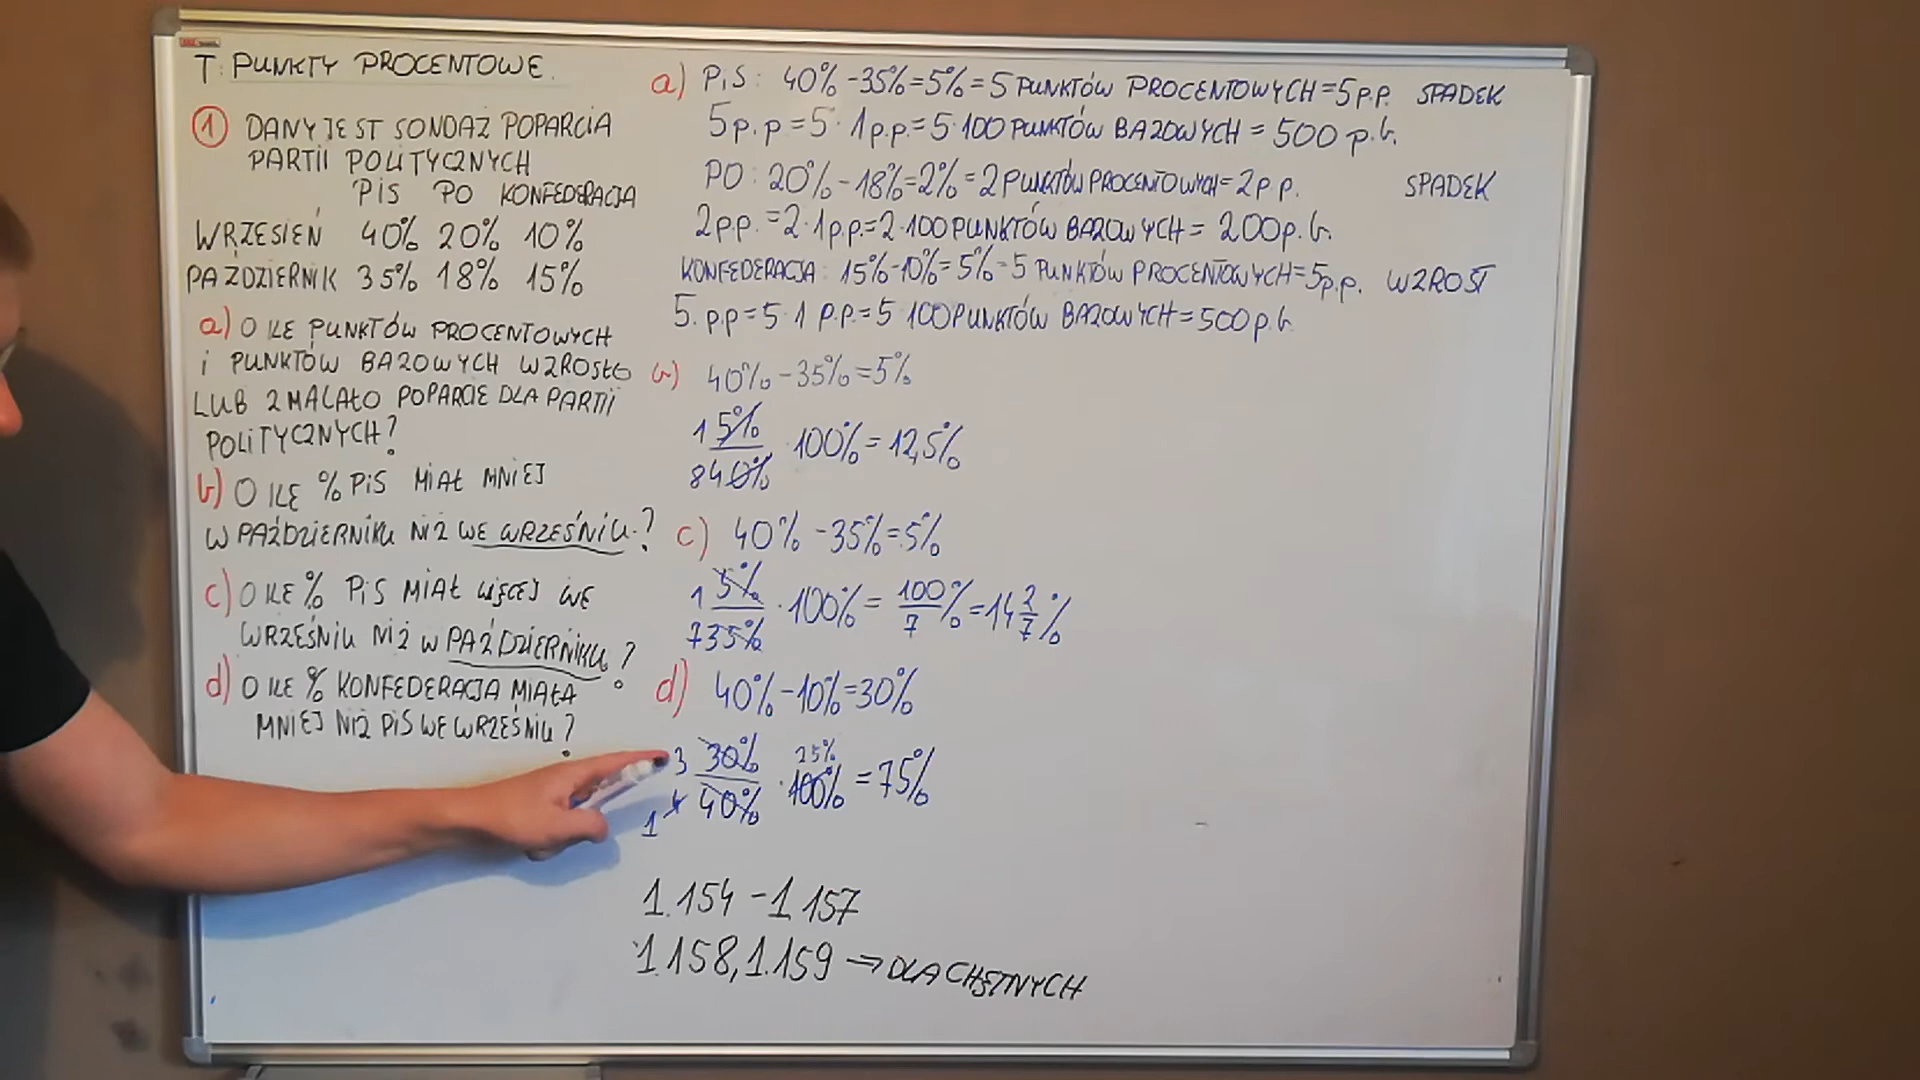 T: PUNKTY PROCENTOWE.
1 DANY JEST SONDAŻ POPARCIA
PARTII POLITYCZNYCH
PiS PO KONFEDERACJA
WRZESIEŃ 40% 20% 10%
PAŹDZIERNIK 35% 18% 15%
a) O ILE PUNKTÓW PROCENTOWYCH
i PUNKTÓW BAZOWYCH WZROSŁO
LUB ZMALAŁO POPARCIE DLA PARTII
POLITYCZNYCH?
b) O ILE % PiS MIAŁ MNIEJ
W PAŹDZIERNIKU NIŻ WE WRZEŚNIU?
c) O ILE % PiS MIAŁ WIĘCEJ WE
WRZEŚNIU NIŻ W PAŹDZIERNIKU?
d) O ILE % KONFEDERACJA MIAŁA
MNIEJ NIŻ PiS WE WRZEŚNIU?
a) PiS: 40% - 35% = 5% = 5 PUNKTÓW PROCENTOWYCH = 5 p.p. SPADEK
5 p.p = 5 · 1 p.p. = 5 · 100 PUNKTÓW BAZOWYCH = 500 p.b.
PO: 20% - 18% = 2% = 2 PUNKTÓW PROCENTOWYCH = 2 p.p. SPADEK
2 p.p. = 2 · 1 p.p. = 2 · 100 PUNKTÓW BAZOWYCH = 200 p.b.
KONFEDERACJA: 15% - 10% = 5% = 5 PUNKTÓW PROCENTOWYCH = 5 p.p. WZROST
5. p.p = 5 · 1 p.p. = 5 · 100 PUNKTÓW BAZOWYCH = 500 p.b.
b) 40% - 35% = 5%
1 5%
8 40% · 100% = 12,5%
c) 40% - 35% = 5%
1 5%
7 35% · 100% = 100/7 % = 14 2/7 %
d) 40% - 10% = 30%
3 30% 25%
1 4 40% · 100% = 75%
1.154 - 1.157
1.158, 1.159 → DLA CHĘTNYCH